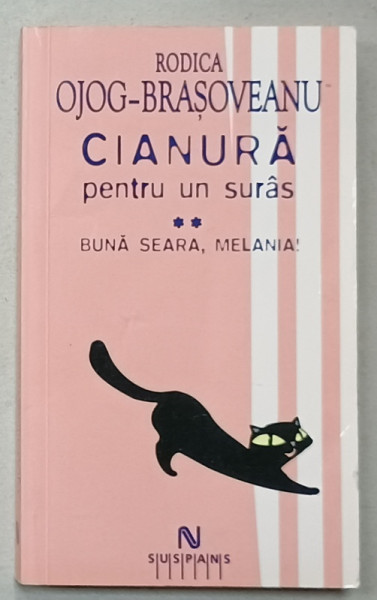 RODICA
OJOG-BRAȘOVEANU
CIANURĂ
pentru un surâs
**
BUNĂ SEARA, MELANIA!
N
SUSPANS